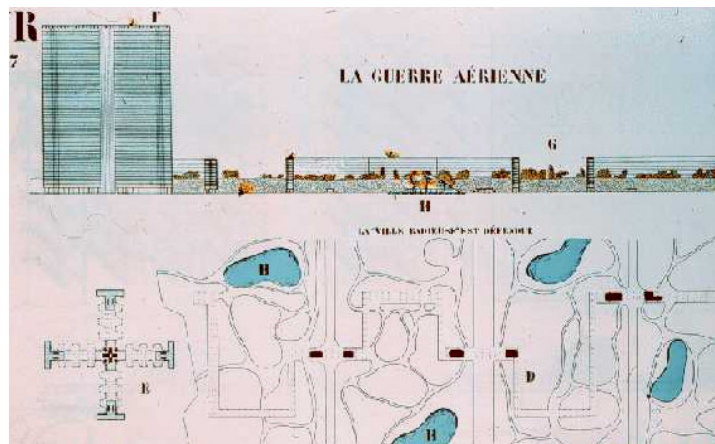 R
7
F
LA GUERRE AÉRIENNE
G
H
LA "VILLE RADIEUSE" EST DÉFENDUE
H
E
D
H